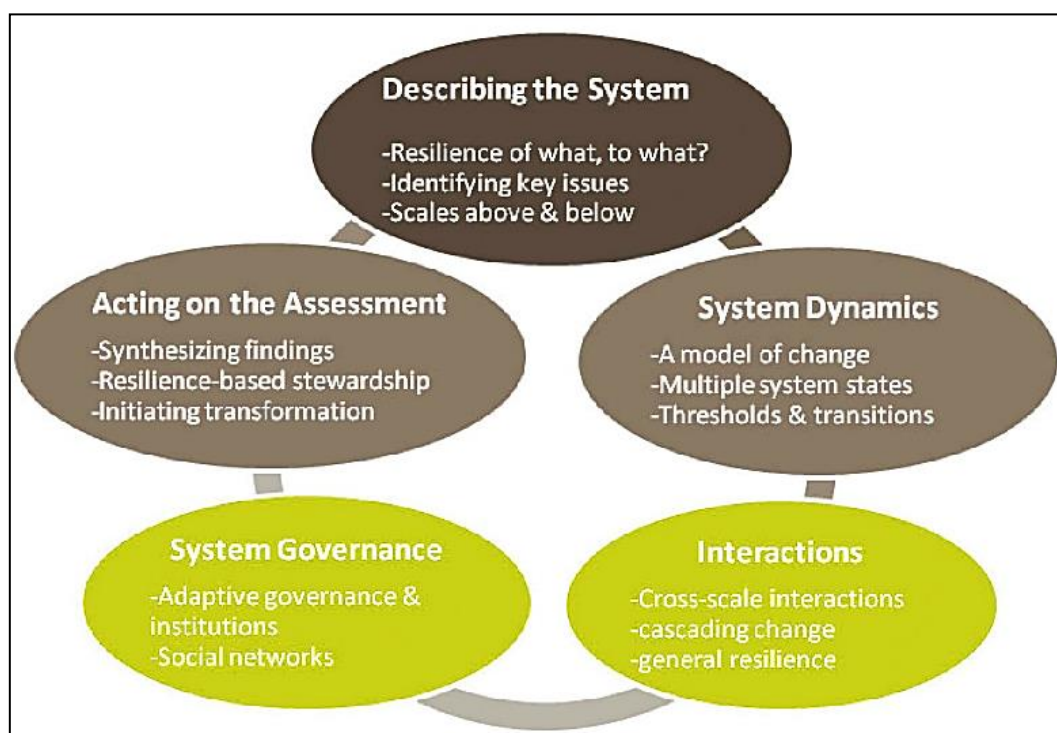 Describing the System
-Resilience of what, to what?
-Identifying key issues
-Scales above & below
Acting on the Assessment
-Synthesizing findings
-Resilience-based stewardship
-Initiating transformation
System Dynamics
-A model of change
-Multiple system states
-Thresholds & transitions
System Governance
-Adaptive governance &
institutions
-Social networks
Interactions
-Cross-scale interactions
-cascading change
-general resilience